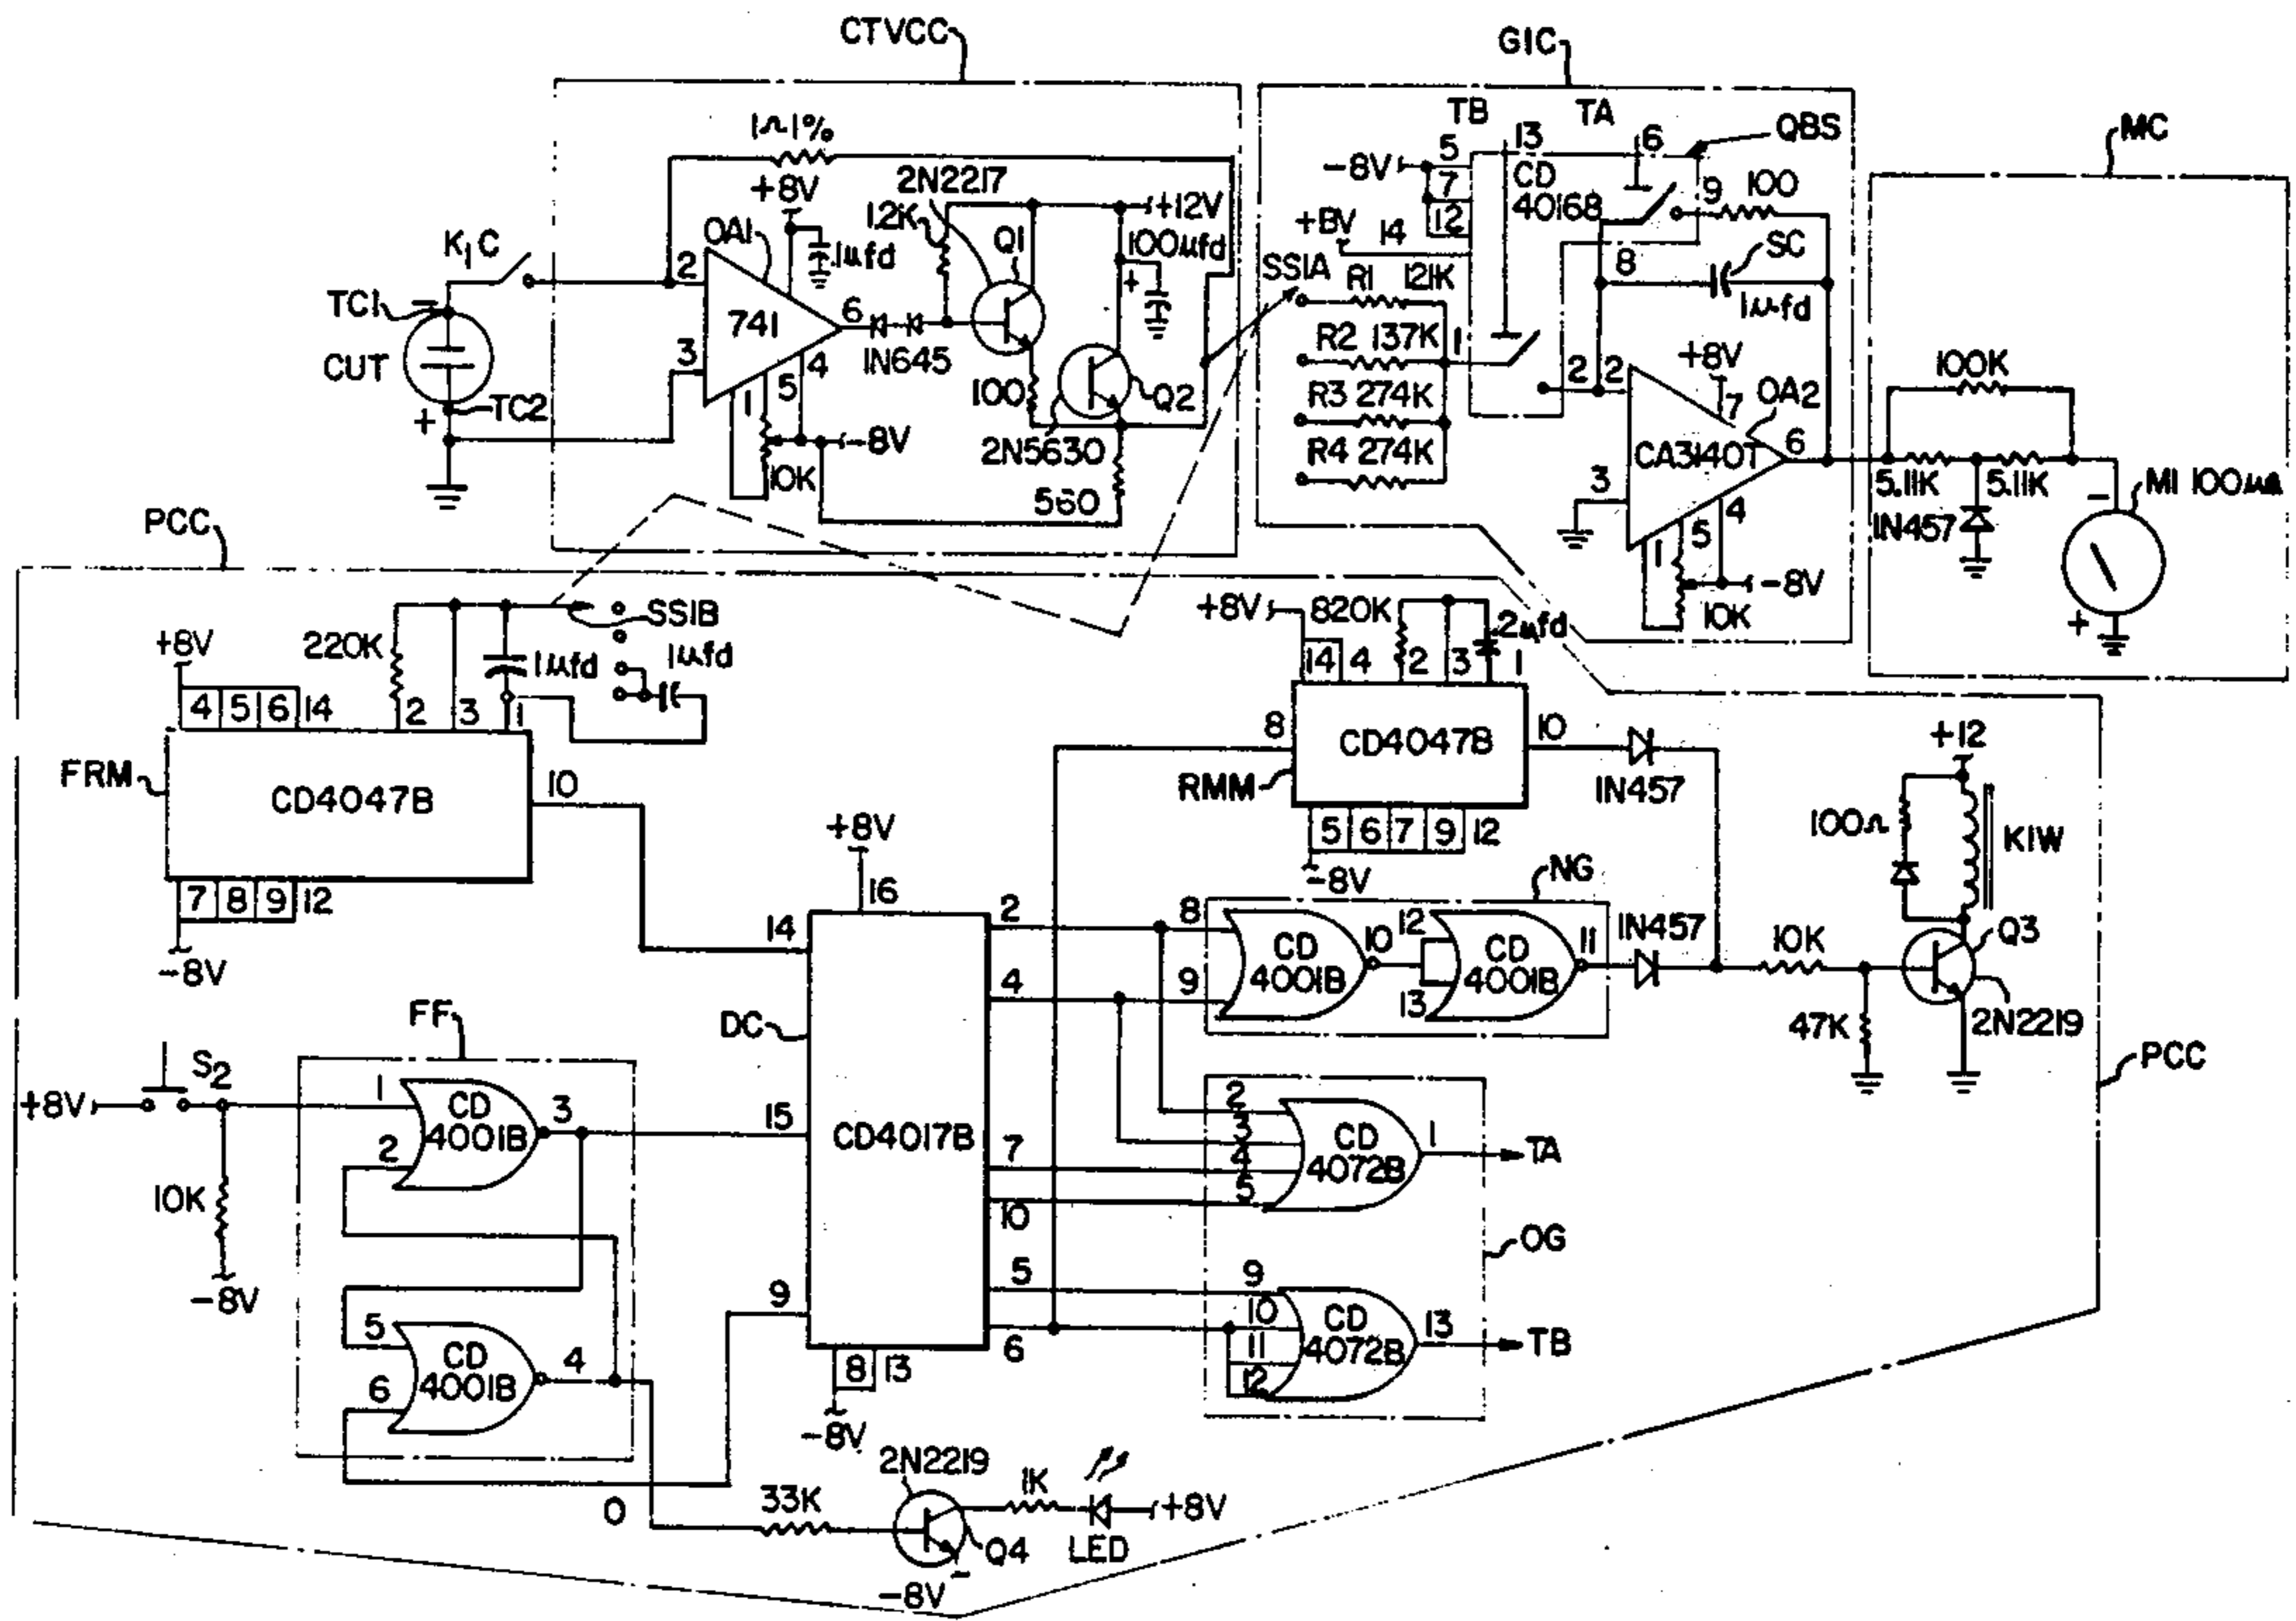 CTVCC
GIC
TB
TA
QBS
MC
1Ω 1%
+8V
2N2217
1.2K
OA1
.1µfd
Q1
+12V
100µfd
+
K1C
2
741
6
3
1
5
4
IN645
100
Q2
2N5630
560
10K
-8V
TC1
-
CUT
TC2
+
-8V
5
7
12
13
CD
40168
6
9
100
+8V
14
8
SC
1µfd
SS1A
R1 121K
R2 137K
R3 274K
R4 274K
1
2
2
+8V
7
OA2
CA3140T
6
3
1
5
4
-8V
10K
100K
5.11K
5.11K
IN457
-
M1 100µa
+
PCC
SS1B
220K
1µfd
1µfd
+8V
4 5 6 14
2 3 1
FRM
CD4047B
10
7 8 9 12
-8V
+8V
820K
.2µfd
14 4 2 3 1
8
CD4047B
10
RMM
5 6 7 9 12
-8V
IN457
+12
100Ω
K1W
NG
8
9
CD
4001B
10
12
13
CD
4001B
11
IN457
10K
Q3
47K
2N2219
PCC
FF
+8V
S2
10K
-8V
1
2
CD
4001B
3
5
6
CD
4001B
4
0
+8V
16
14
DC
15
CD4017B
9
8 13
-8V
2
4
7
10
5
6
2
3
4
5
CD
4072B
1
TA
OG
9
10
11
12
CD
4072B
13
TB
33K
2N2219
Q4
-8V
1K
LED
+8V